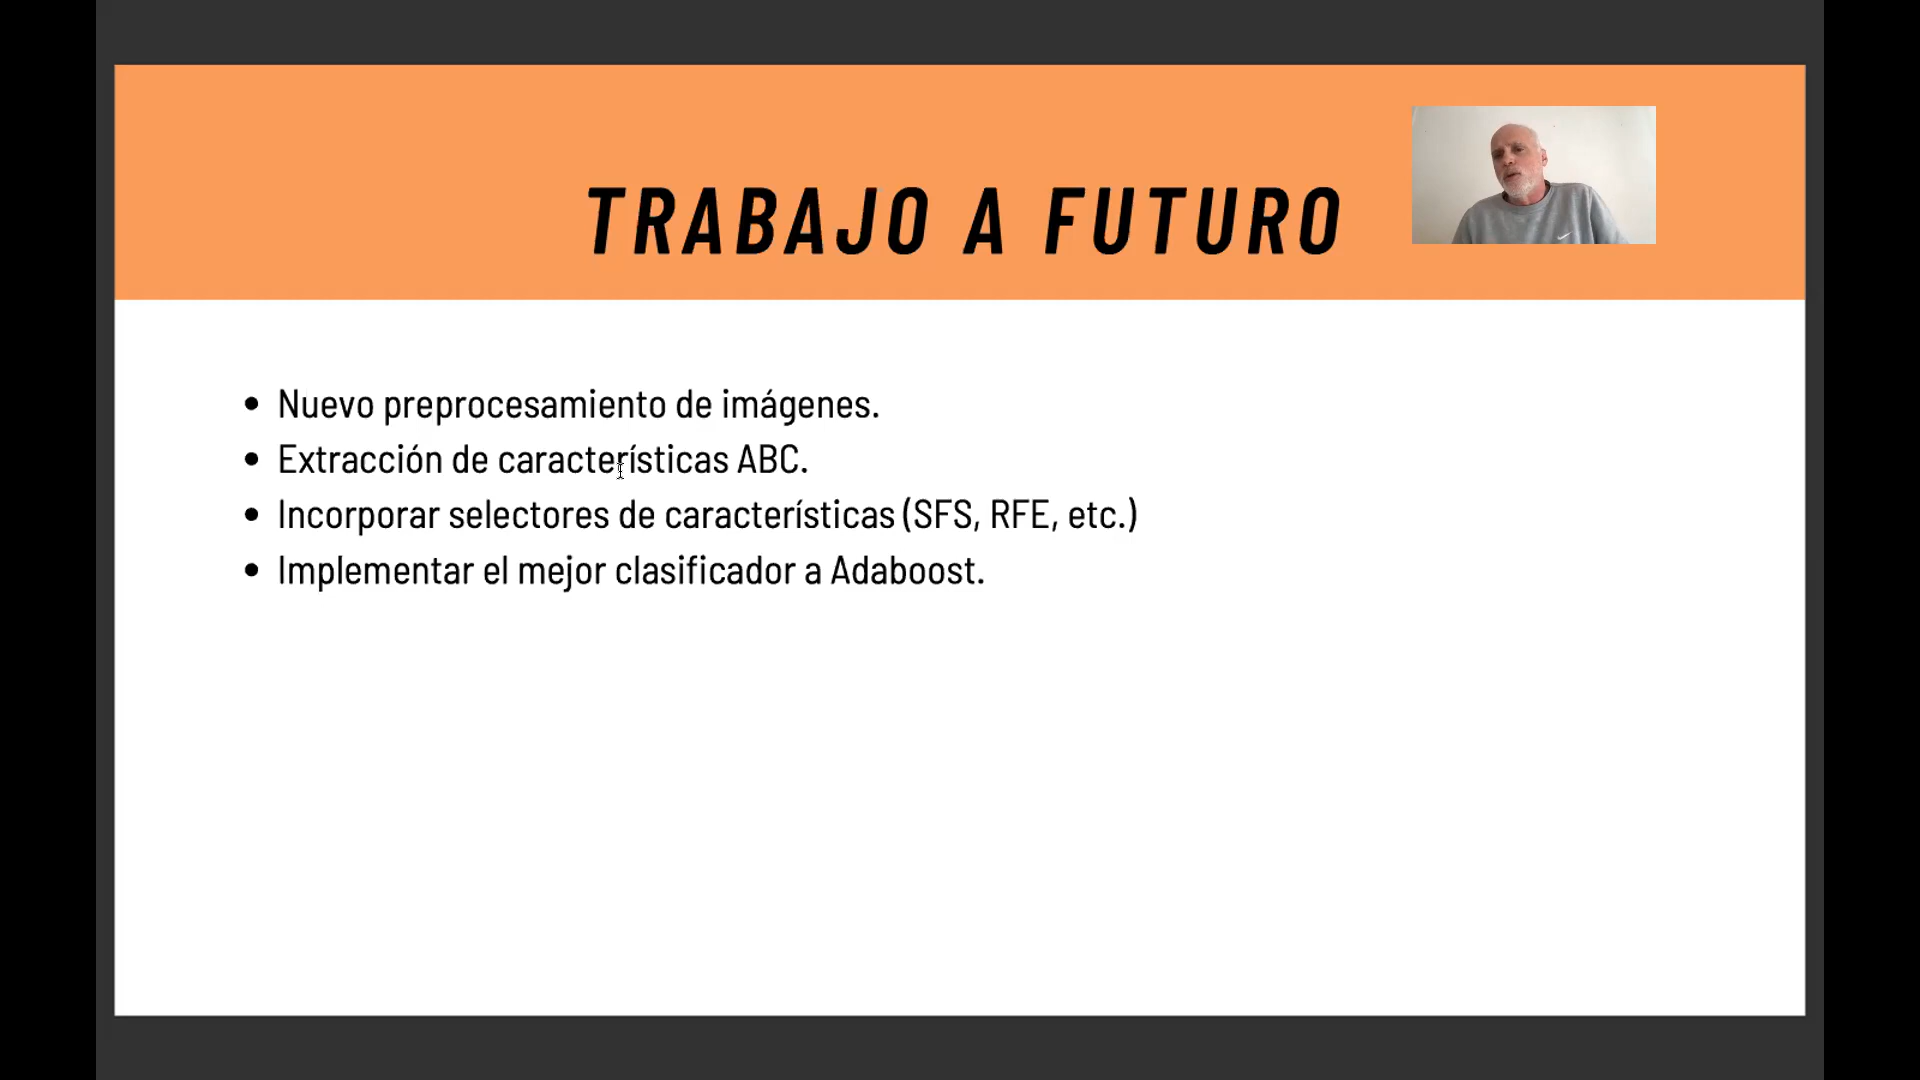 TRABAJO A FUTURO
• Nuevo preprocesamiento de imágenes.
• Extracción de características ABC.
• Incorporar selectores de características (SFS, RFE, etc.)
• Implementar el mejor clasificador a Adaboost.